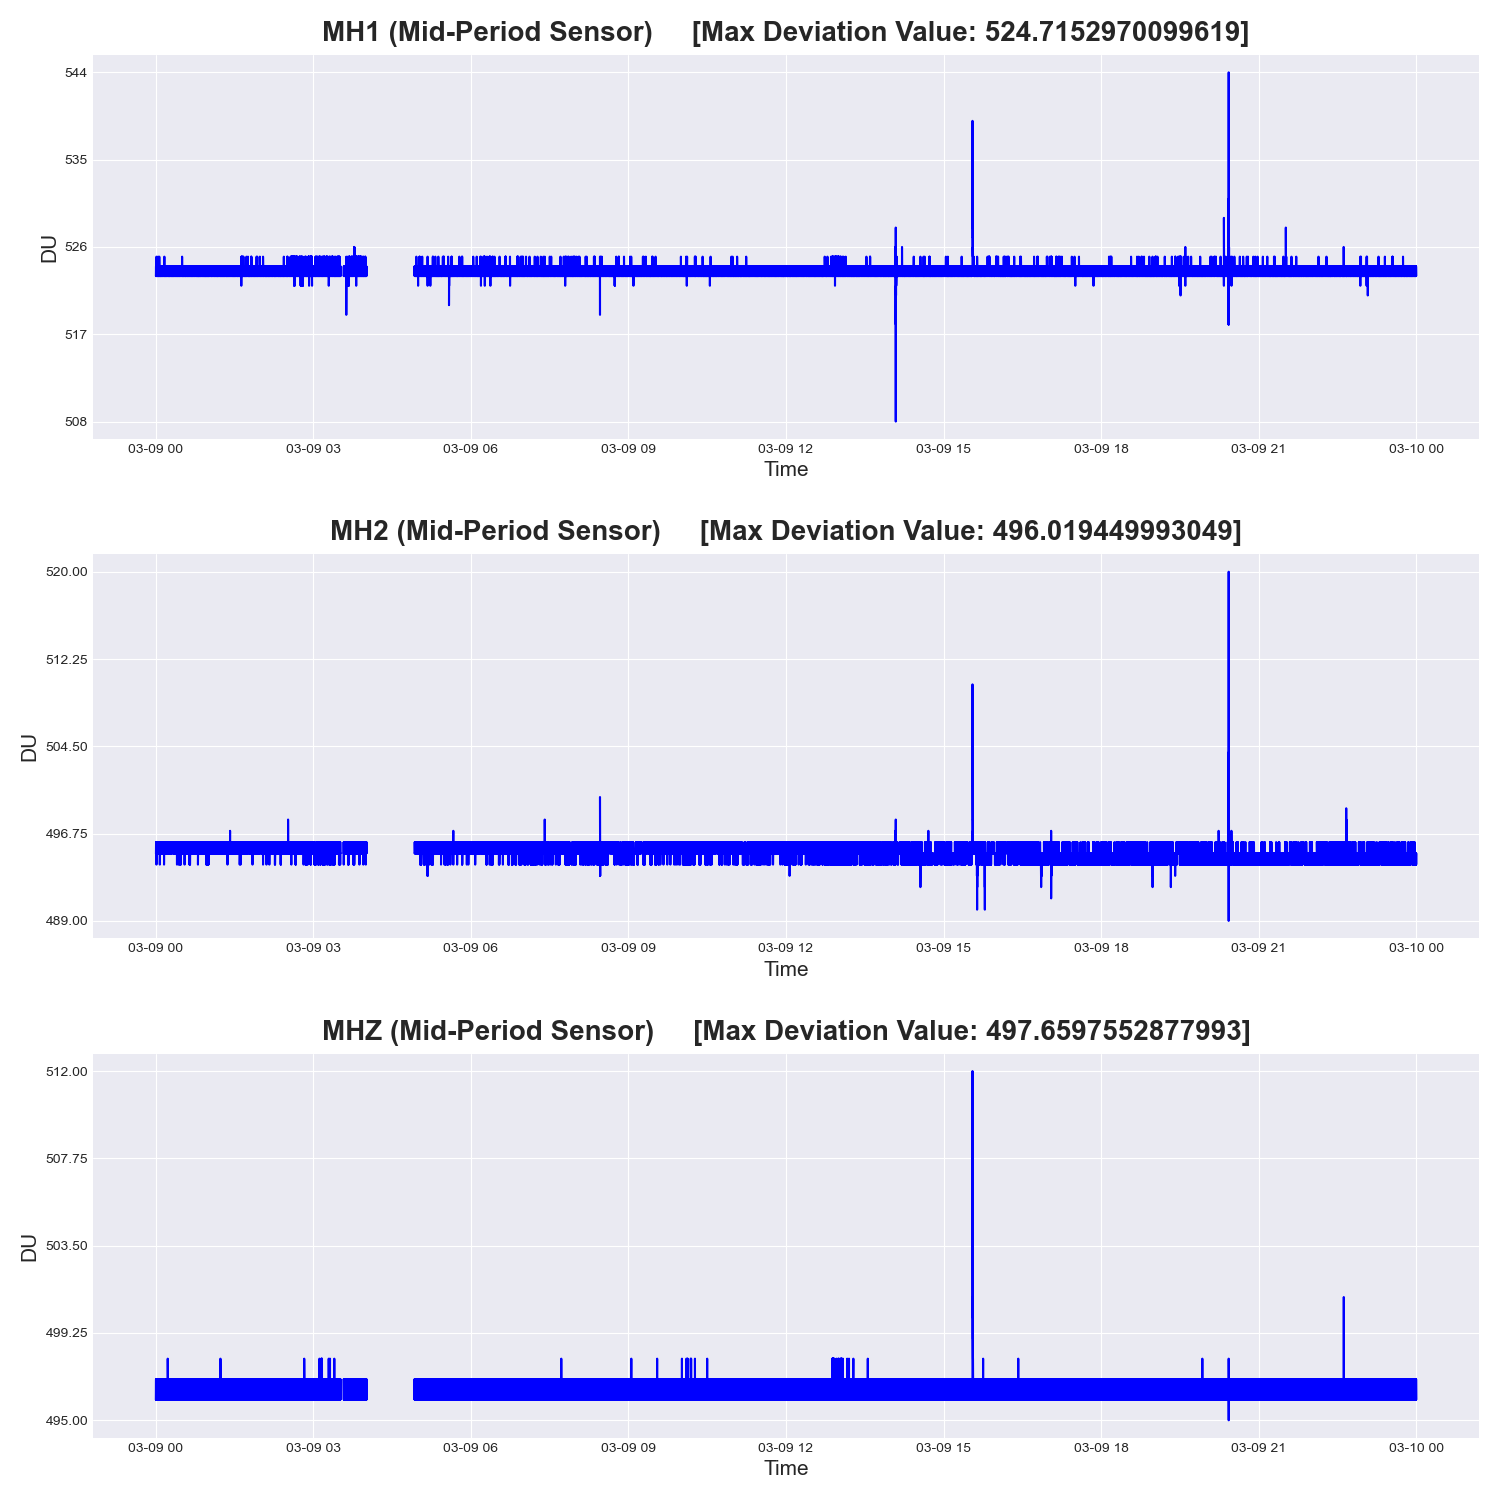 MH1 (Mid-Period Sensor) [Max Deviation Value: 524.7152970099619]
544
535
526
517
508
DU
03-09 00 03-09 03 03-09 06 03-09 09 03-09 12 03-09 15 03-09 18 03-09 21 03-10 00
Time
MH2 (Mid-Period Sensor) [Max Deviation Value: 496.019449993049]
520.00
512.25
504.50
496.75
489.00
DU
03-09 00 03-09 03 03-09 06 03-09 09 03-09 12 03-09 15 03-09 18 03-09 21 03-10 00
Time
MHZ (Mid-Period Sensor) [Max Deviation Value: 497.6597552877993]
512.00
507.75
503.50
499.25
495.00
DU
03-09 00 03-09 03 03-09 06 03-09 09 03-09 12 03-09 15 03-09 18 03-09 21 03-10 00
Time